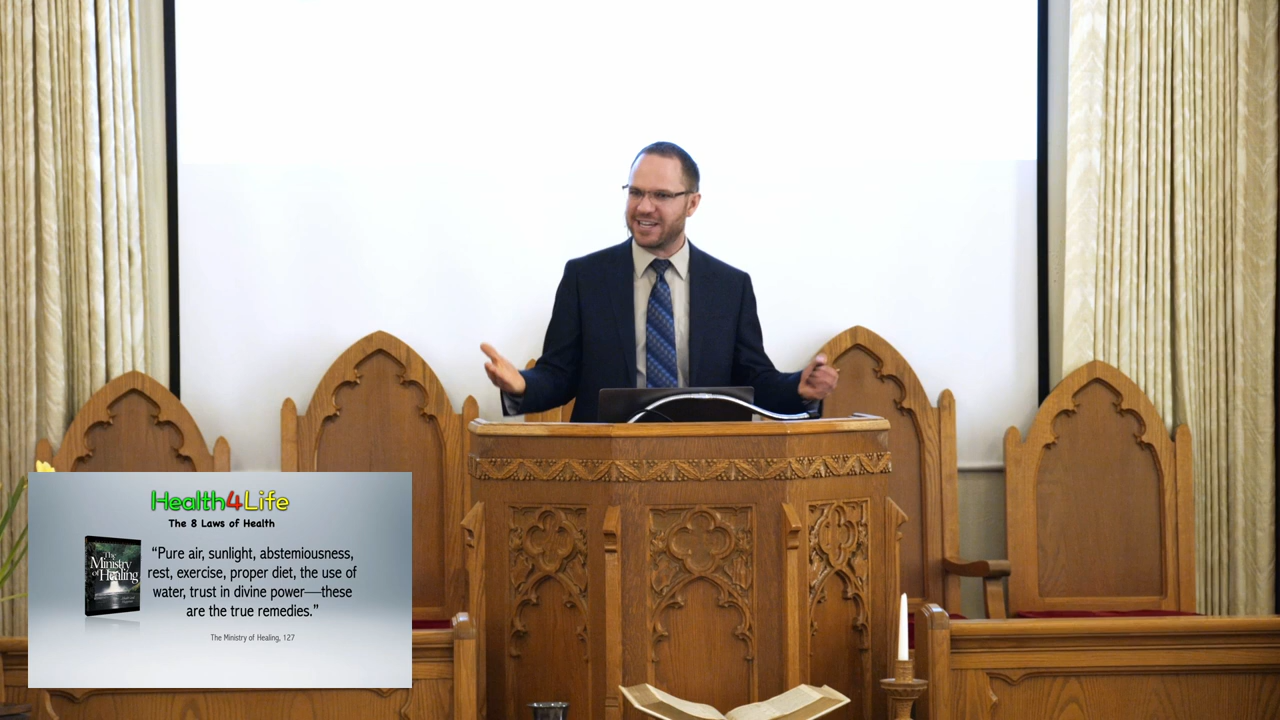 Health4Life
The 8 Laws of Health
The
Ministry
of Healing
“Pure air, sunlight, abstemiousness,
rest, exercise, proper diet, the use of
water, trust in divine power—these
are the true remedies.”
The Ministry of Healing, 127